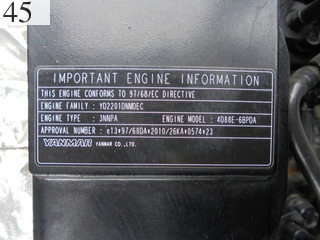 45
IMPORTANT ENGINE INFORMATION
THIS ENGINE CONFORMS TO 97/68/EC DIRECTIVE
ENGINE FAMILY : YD2201DNMDEC
ENGINE TYPE : 3NNPA ENGINE MODEL : 4D88E-6BPDA
APPROVAL NUMBER : e13*97/68DA*2010/26KA*0574*23
YANMAR YANMAR CO.,LTD.